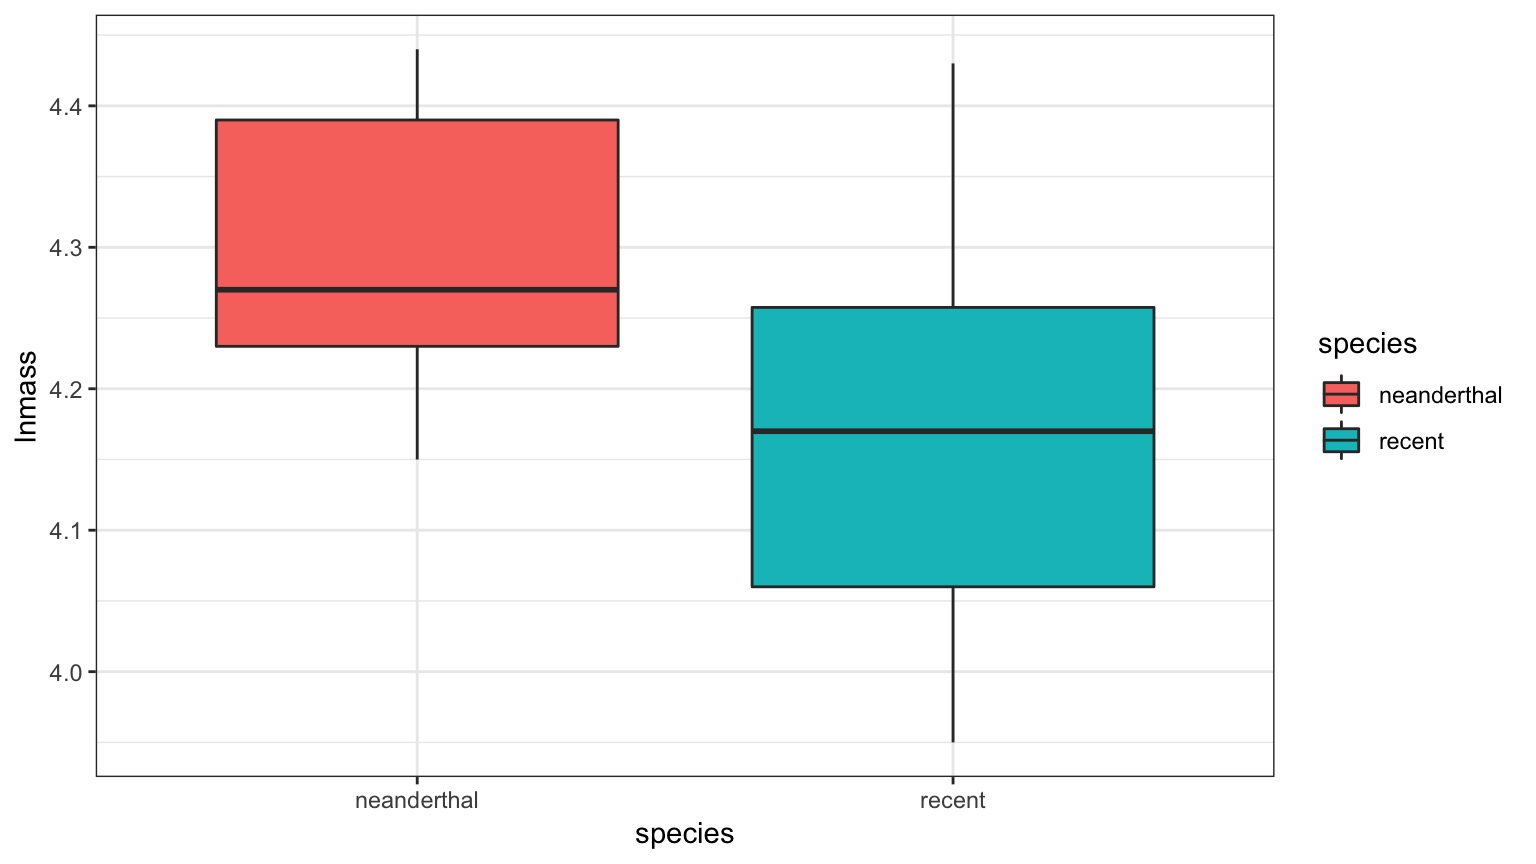 4.4
4.3
4.2
4.1
4.0
lnmass
neanderthal
recent
species
species
neanderthal
recent